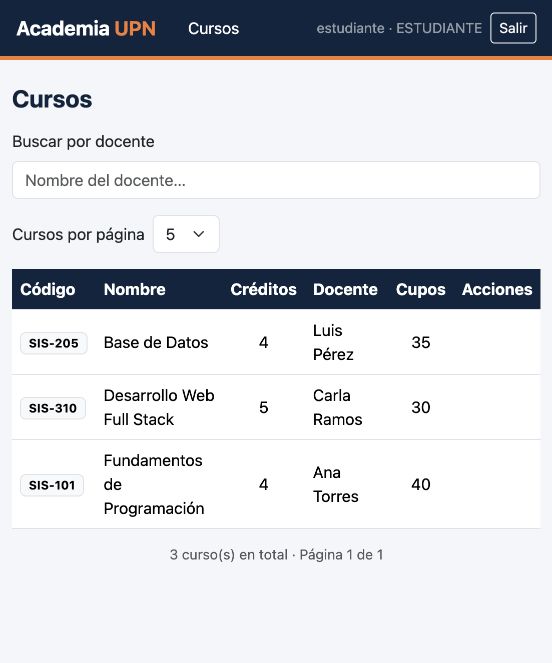 Academia UPN Cursos estudiante · ESTUDIANTE Salir
Cursos
Buscar por docente
Nombre del docente...
Cursos por página 5
Código Nombre Créditos Docente Cupos Acciones
SIS-205 Base de Datos 4 Luis Pérez 35
SIS-310 Desarrollo Web Full Stack 5 Carla Ramos 30
SIS-101 Fundamentos de Programación 4 Ana Torres 40
3 curso(s) en total · Página 1 de 1